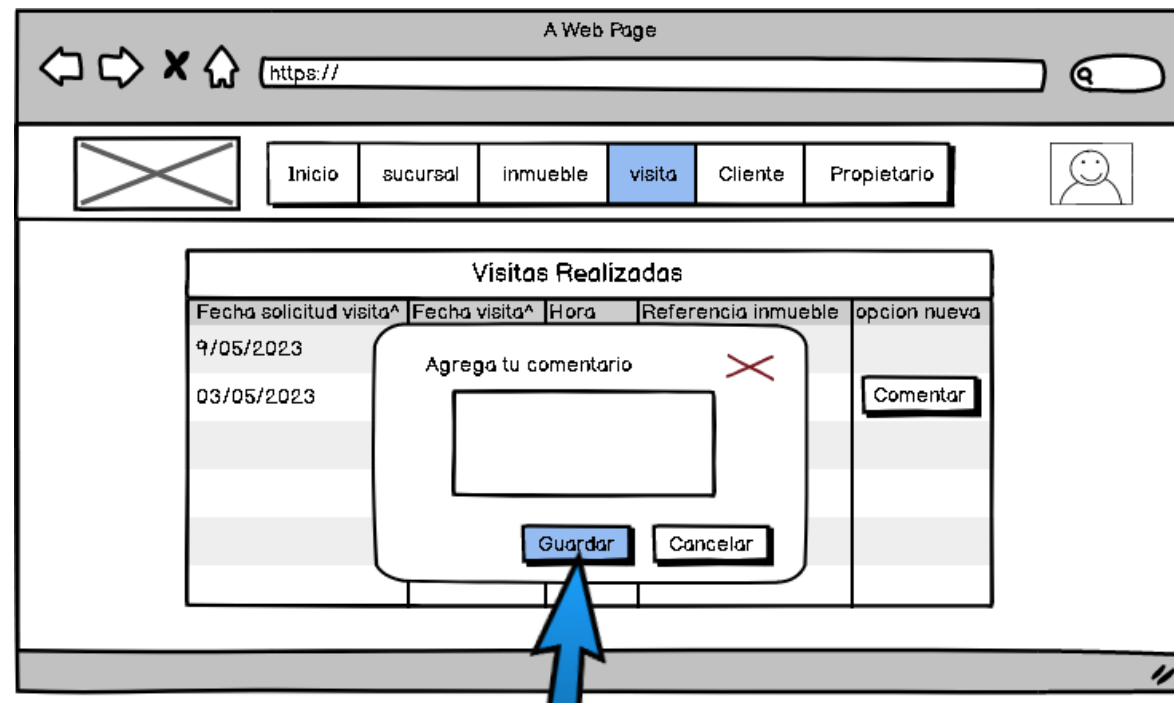 A Web Page
https://
Inicio sucursal inmueble visita Cliente Propietario
Visitas Realizadas
Fecha solicitud visita^ Fecha visita^ Hora Referencia inmueble opcion nueva
9/05/2023
Agrega tu comentario
03/05/2023 Comentar
Guardar Cancelar